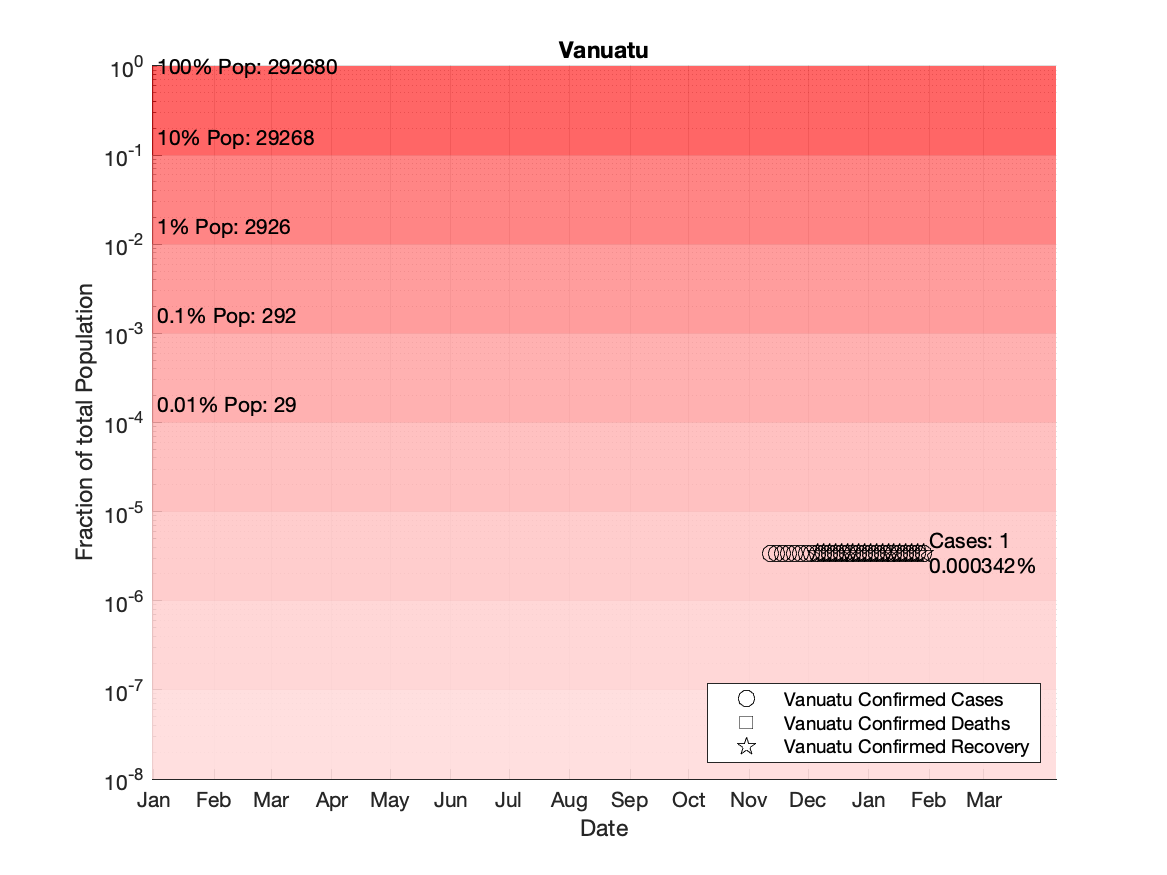 Vanuatu
Fraction of total Population
10^0
100% Pop: 292680
10% Pop: 29268
10^-1
1% Pop: 2926
10^-2
0.1% Pop: 292
10^-3
0.01% Pop: 29
10^-4
10^-5
Cases: 1
0.000342%
10^-6
10^-7
10^-8
Vanuatu Confirmed Cases
Vanuatu Confirmed Deaths
Vanuatu Confirmed Recovery
Jan Feb Mar Apr May Jun Jul Aug Sep Oct Nov Dec Jan Feb Mar
Date